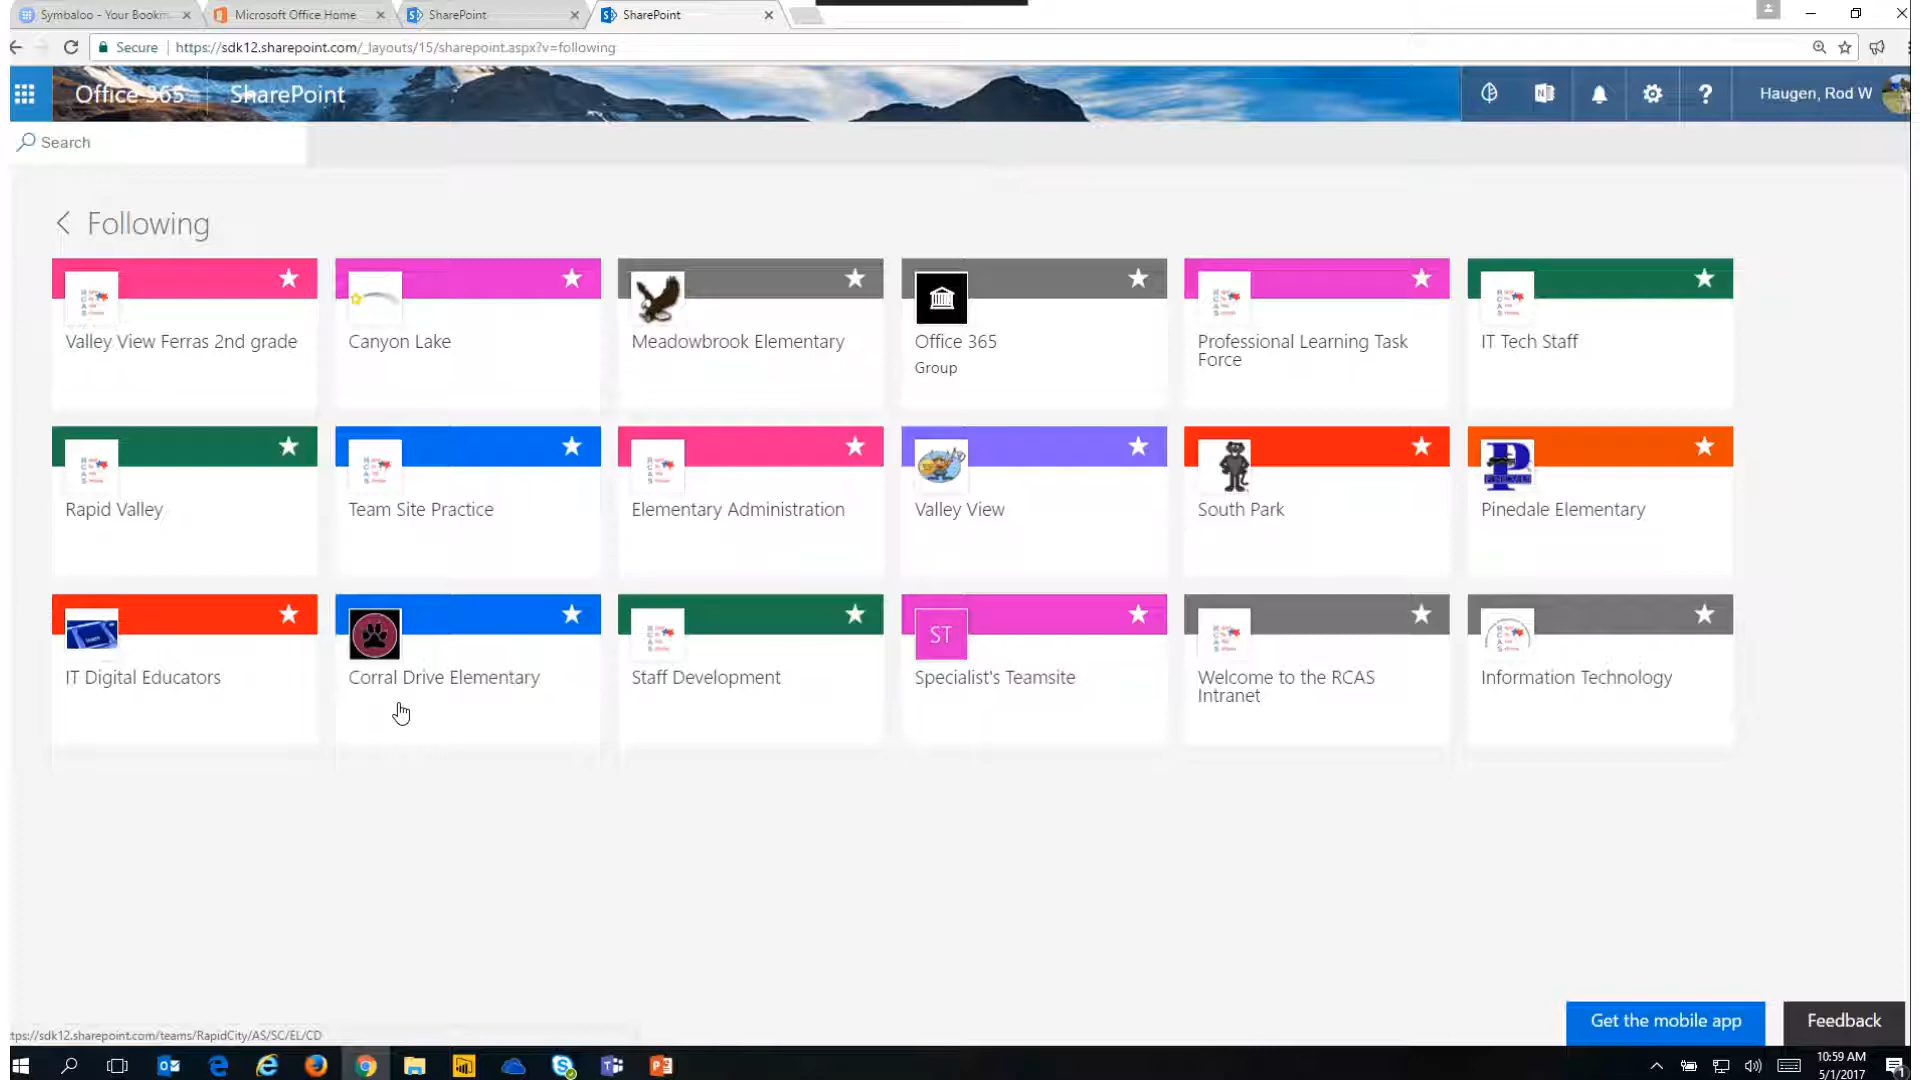 Symbaloo - Your Bookm
Microsoft Office Home
SharePoint
SharePoint
Secure
https://sdk12.sharepoint.com/_layouts/15/sharepoint.aspx?v=following
Office 365
SharePoint
N
?
Haugen, Rod W
Search
Following
Valley View Ferras 2nd grade
Canyon Lake
Meadowbrook Elementary
Office 365
Group
Professional Learning Task
Force
IT Tech Staff
Rapid Valley
Team Site Practice
Elementary Administration
Valley View
South Park
P
Pinedale Elementary
IT Digital Educators
Corral Drive Elementary
Staff Development
ST
Specialist's Teamsite
Welcome to the RCAS
Intranet
Information Technology
Get the mobile app
Feedback
tps://sdk12.sharepoint.com/teams/RapidCity/AS/SC/EL/CD
10:59 AM
5/1/2017